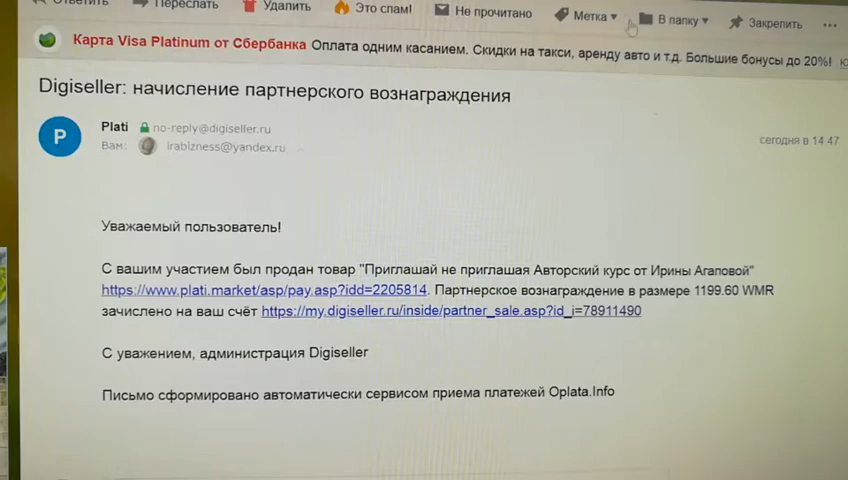 Ответить Переслать Удалить Это спам! Не прочитано Метка В папку Закрепить
Карта Visa Platinum от Сбербанка Оплата одним касанием. Скидки на такси, аренду авто и т.д. Большие бонусы до 20%!
Digiseller: начисление партнерского вознаграждения
P
Plati no-reply@digiseller.ru
Вам: irabizness@yandex.ru
сегодня в 14:47
Уважаемый пользователь!
С вашим участием был продан товар "Приглашай не приглашая Авторский курс от Ирины Агаповой"
https://www.plati.market/asp/pay.asp?idd=2205814. Партнерское вознаграждение в размере 1199.60 WMR
зачислено на ваш счёт https://my.digiseller.ru/inside/partner_sale.asp?id_i=78911490
С уважением, администрация Digiseller
Письмо сформировано автоматически сервисом приема платежей Oplata.Info